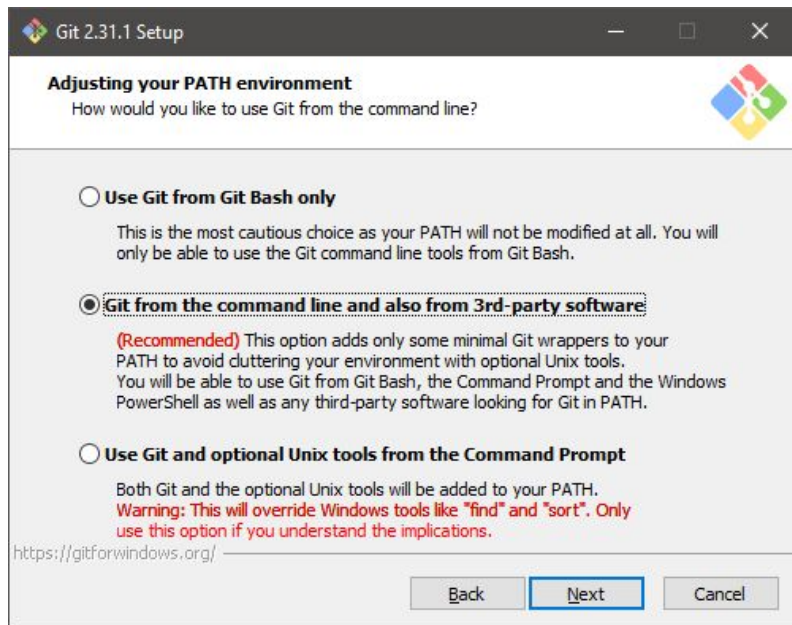 Git 2.31.1 Setup
Adjusting your PATH environment
How would you like to use Git from the command line?
Use Git from Git Bash only
This is the most cautious choice as your PATH will not be modified at all. You will
only be able to use the Git command line tools from Git Bash.
Git from the command line and also from 3rd-party software
(Recommended) This option adds only some minimal Git wrappers to your
PATH to avoid cluttering your environment with optional Unix tools.
You will be able to use Git from Git Bash, the Command Prompt and the Windows
PowerShell as well as any third-party software looking for Git in PATH.
Use Git and optional Unix tools from the Command Prompt
Both Git and the optional Unix tools will be added to your PATH.
Warning: This will override Windows tools like "find" and "sort". Only
use this option if you understand the implications.
https://gitforwindows.org/
Back Next Cancel